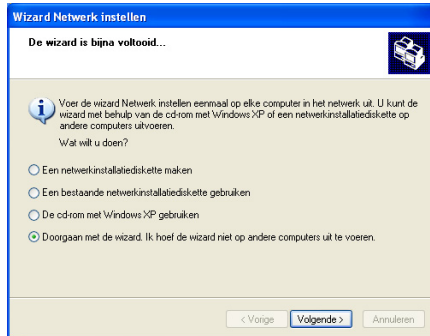 Wizard Netwerk instellen
De wizard is bijna voltooid...
Voer de wizard Netwerk instellen eenmaal op elke computer in het netwerk uit. U kunt de
wizard met behulp van de cd-rom met Windows XP of een netwerkinstallatiediskette op
andere computers uitvoeren.
Wat wilt u doen?
Een netwerkinstallatiediskette maken
Een bestaande netwerkinstallatiediskette gebruiken
De cd-rom met Windows XP gebruiken
Doorgaan met de wizard. Ik hoef de wizard niet op andere computers uit te voeren.
< Vorige Volgende > Annuleren